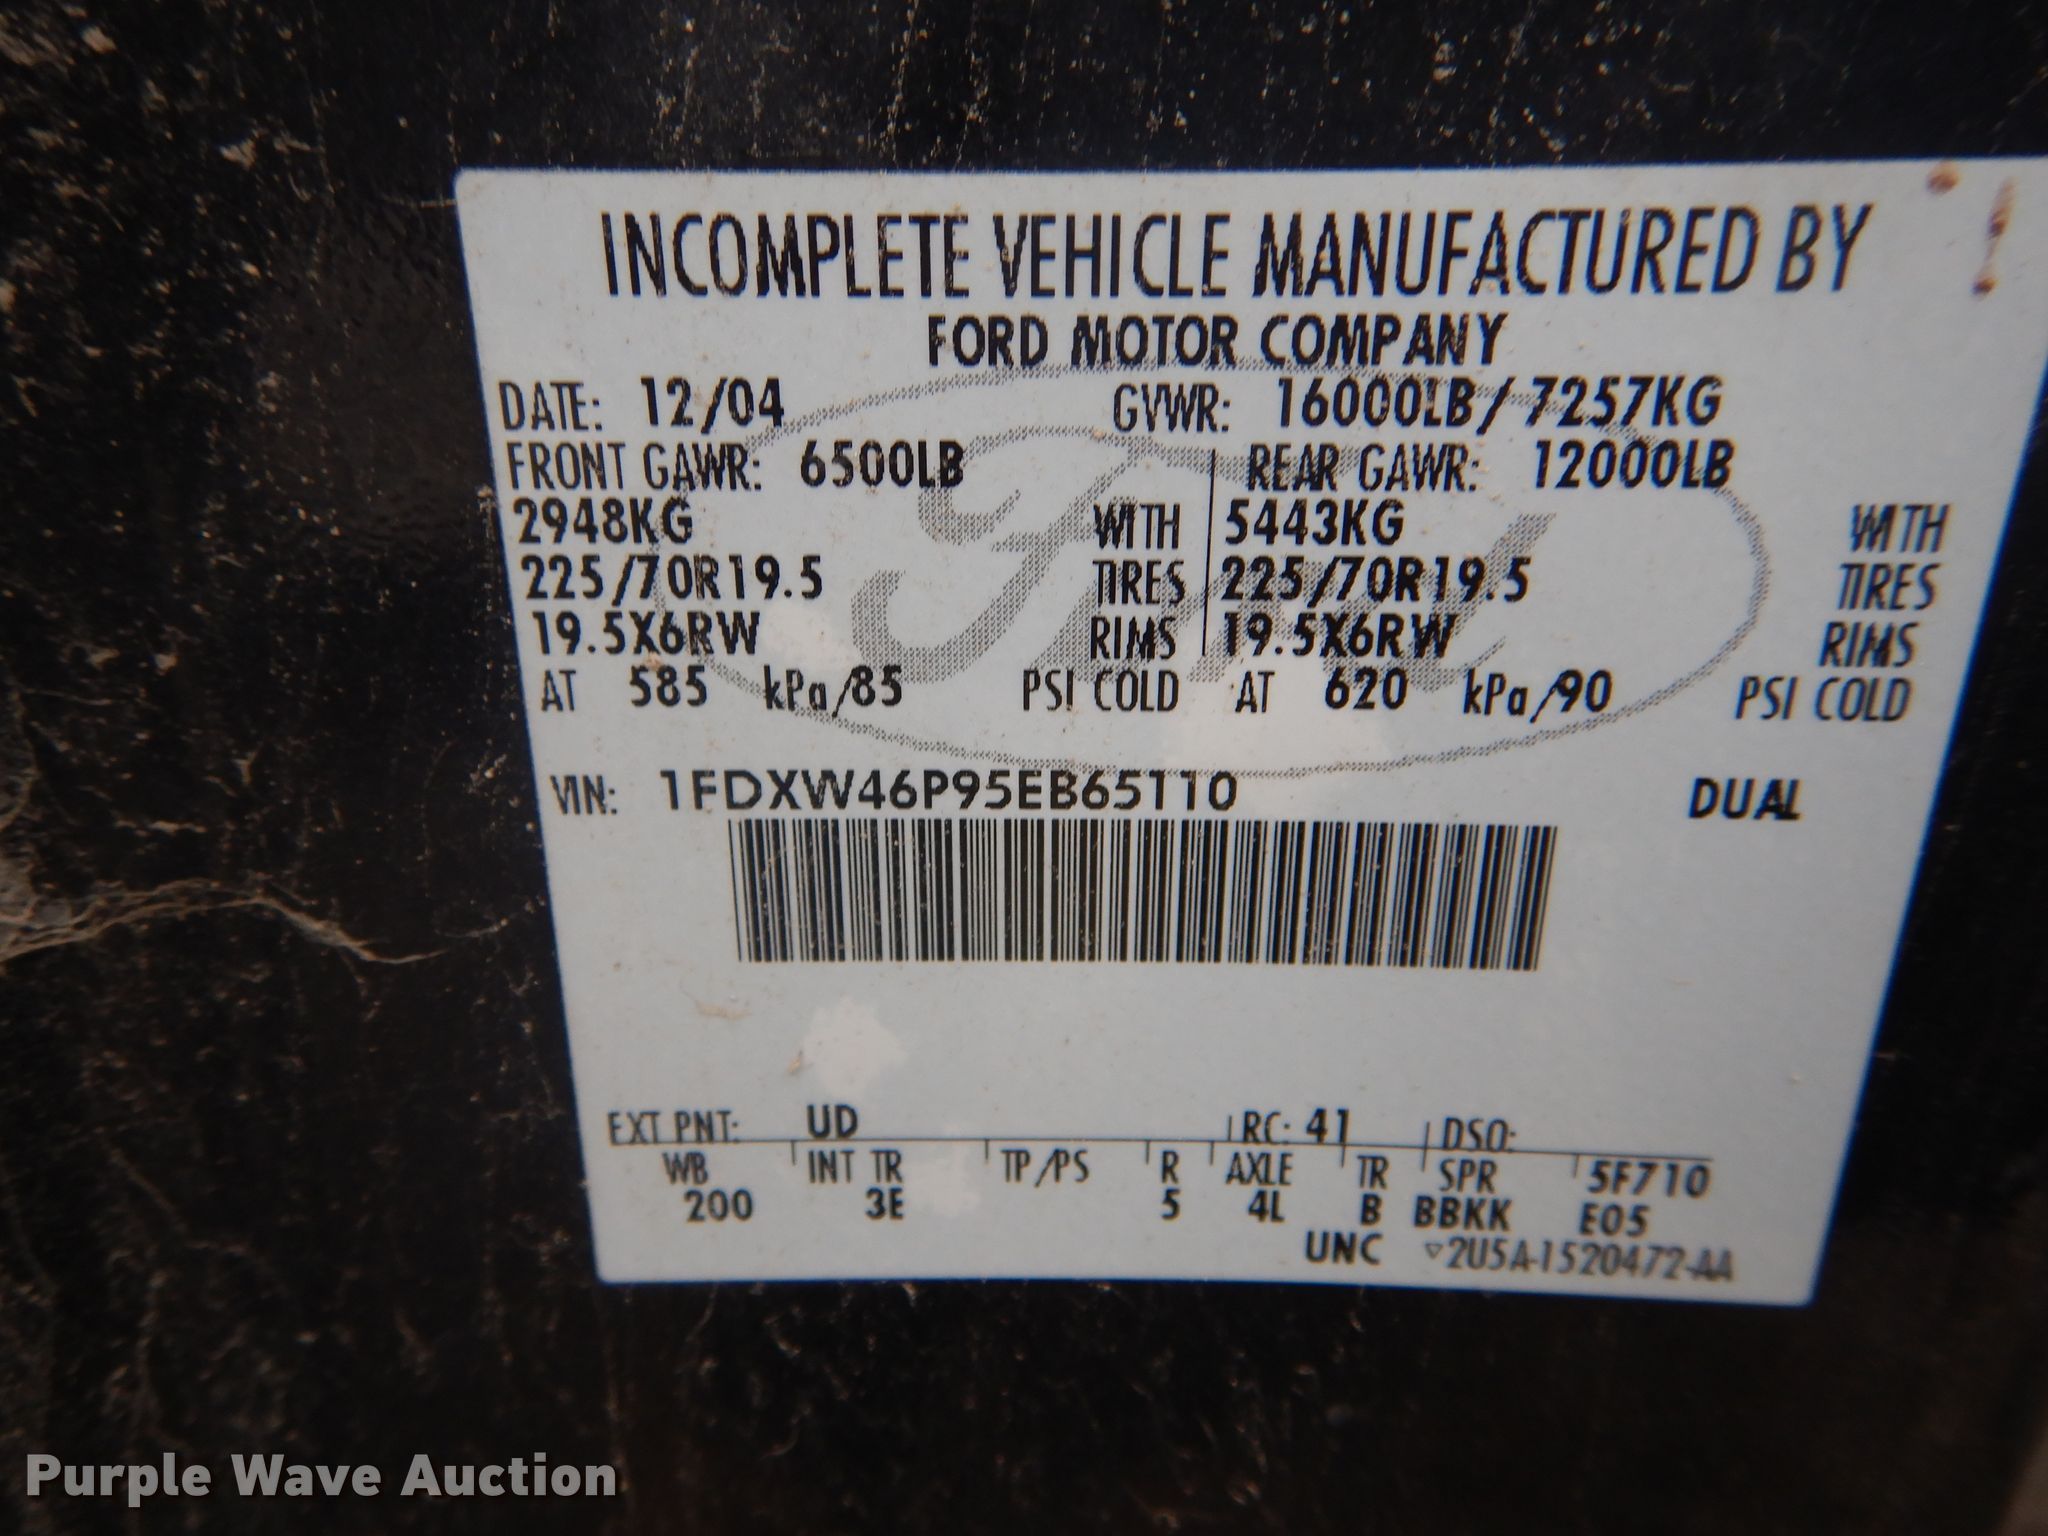 INCOMPLETE VEHICLE MANUFACTURED BY
FORD MOTOR COMPANY
DATE: 12/04 GVWR: 16000LB/ 7257KG
FRONT GAWR: 6500LB REAR GAWR: 12000LB
2948KG WITH 5443KG WITH
225/70R19.5 TIRES 225/70R19.5 TIRES
19.5X6RW RIMS 19.5X6RW RIMS
AT 585 kPa/85 PSI COLD AT 620 kPa/90 PSI COLD
VIN: 1FDXW46P95EB65110 DUAL
EXT PNT: UD RC: 41 DSO:
WB INT TR TP/PS R AXLE TR SPR 5F710
200 3E 5 4L B BBKK E05
UNC ▽2U5A-1520472-AA
Ford
Purple Wave Auction